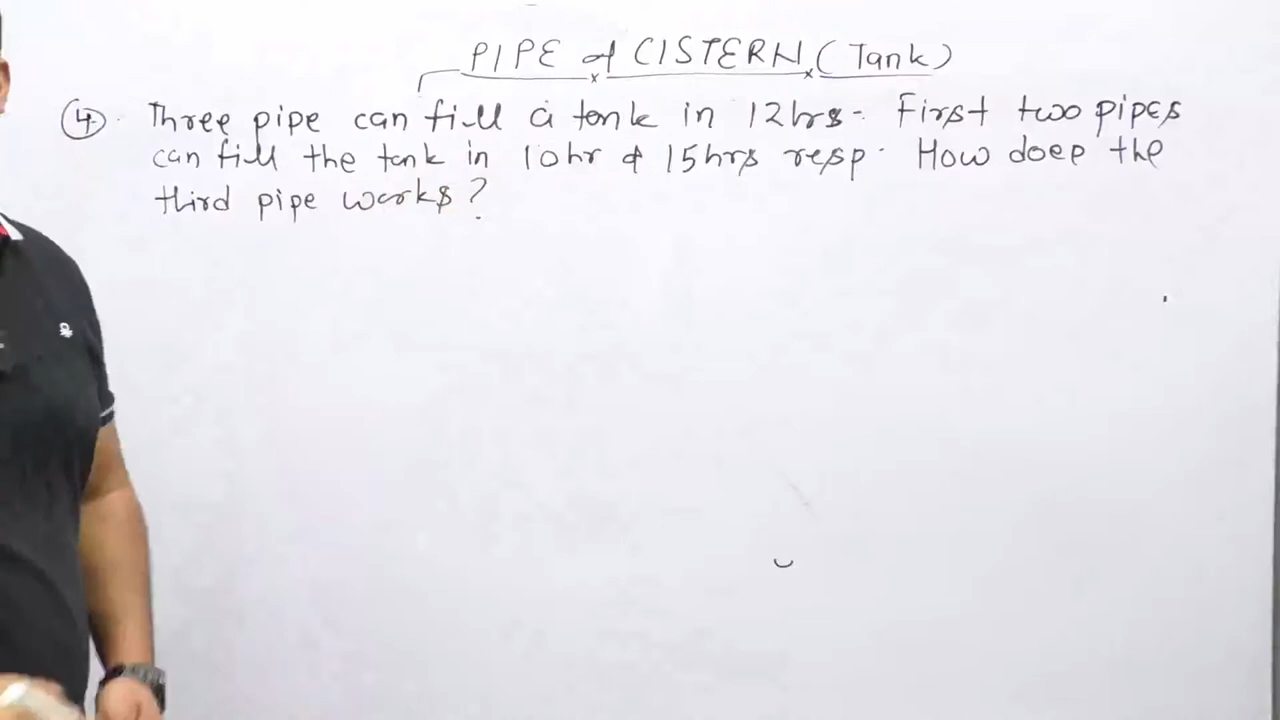 PIPE & CISTERN (Tank)
4. Three pipe can fill a tank in 12hrs. First two pipes
can fill the tank in 10hr & 15hrs resp. How does the
third pipe works?